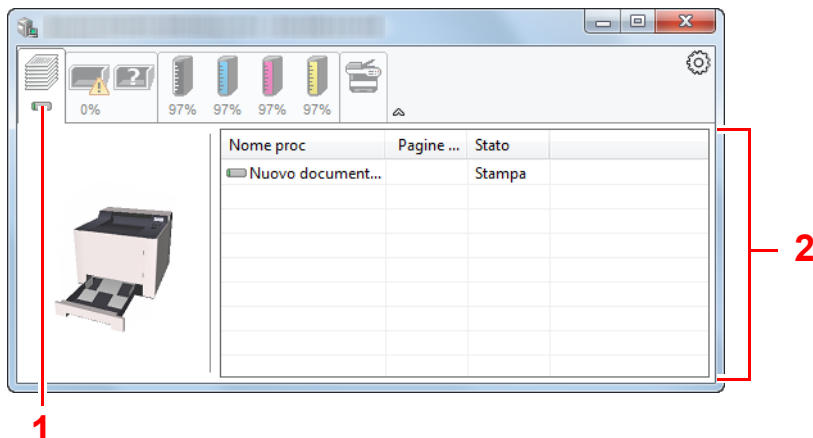 ?
0% 97% 97% 97% 97%
Nome proc Pagine ... Stato
Nuovo document... Stampa
2
1